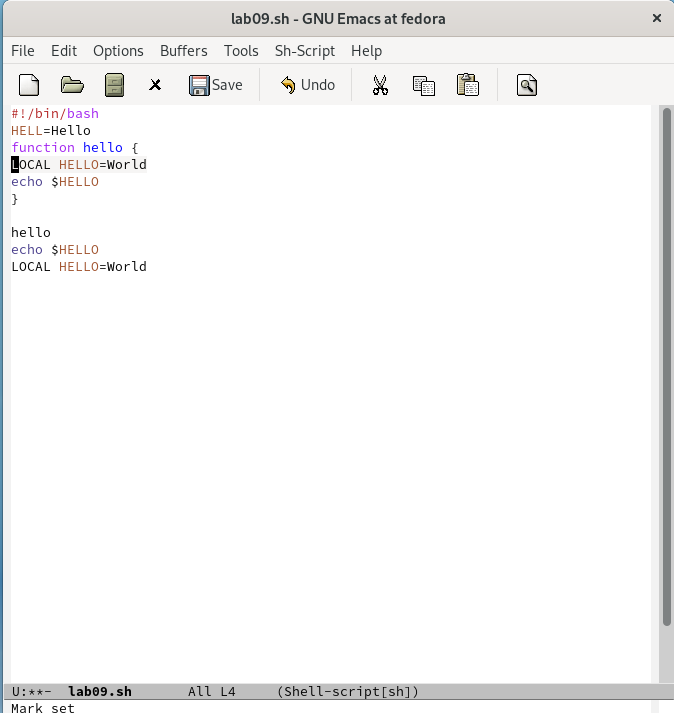 lab09.sh - GNU Emacs at fedora
File Edit Options Buffers Tools Sh-Script Help
Save Undo
#!/bin/bash
HELL=Hello
function hello {
LOCAL HELLO=World
echo $HELLO
}
hello
echo $HELLO
LOCAL HELLO=World
U:**- lab09.sh All L4 (Shell-script[sh])
Mark set